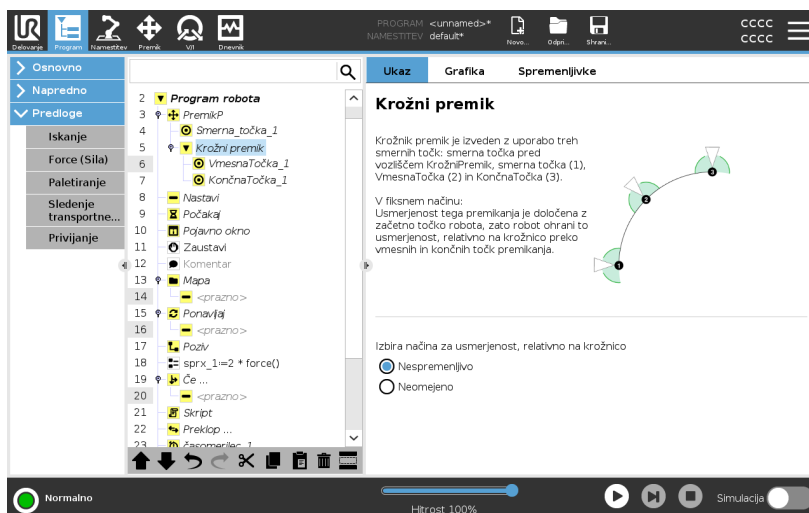 PROGRAM <unnamed>*
NAMESTITEV default*
Delovanje
Program
Namestitev
Premik
V/I
Dnevnik
Novo...
Odpri...
Shrani...
CCCC
CCCC
Osnovno
Napredno
Predloge
Iskanje
Force (Sila)
Paletiranje
Sledenje
transportne...
Privijanje
2 Program robota
3 PremikP
4 Smerna_točka_1
5 Krožni premik
6 VmesnaTočka_1
7 KončnaTočka_1
8 Nastavi
9 Počakaj
10 Pojavno okno
11 Zaustavi
12 Komentar
13 Mapa
14 <prazno>
15 Ponavljaj
16 <prazno>
17 Poziv
18 sprx_1:=2 * force()
19 Če ...
20 <prazno>
21 Skript
22 Preklop ...
23 časomerilec_1
Ukaz
Grafika
Spremenljivke
Krožni premik
Krožnik premik je izveden z uporabo treh
smernih točk: smerna točka pred
vozliščem KrožniPremik, smerna točka (1),
VmesnaTočka (2) in KončnaTočka (3).
V fiksnem načinu:
Usmerjenost tega premikanja je določena z
začetno točko robota, zato robot ohrani to
usmerjenost, relativno na krožnico preko
vmesnih in končnih točk premikanja.
1
2
3
Izbira načina za usmerjenost, relativno na krožnico
Nespremenljivo
Neomejeno
Normalno
Hitrost 100%
Simulacija